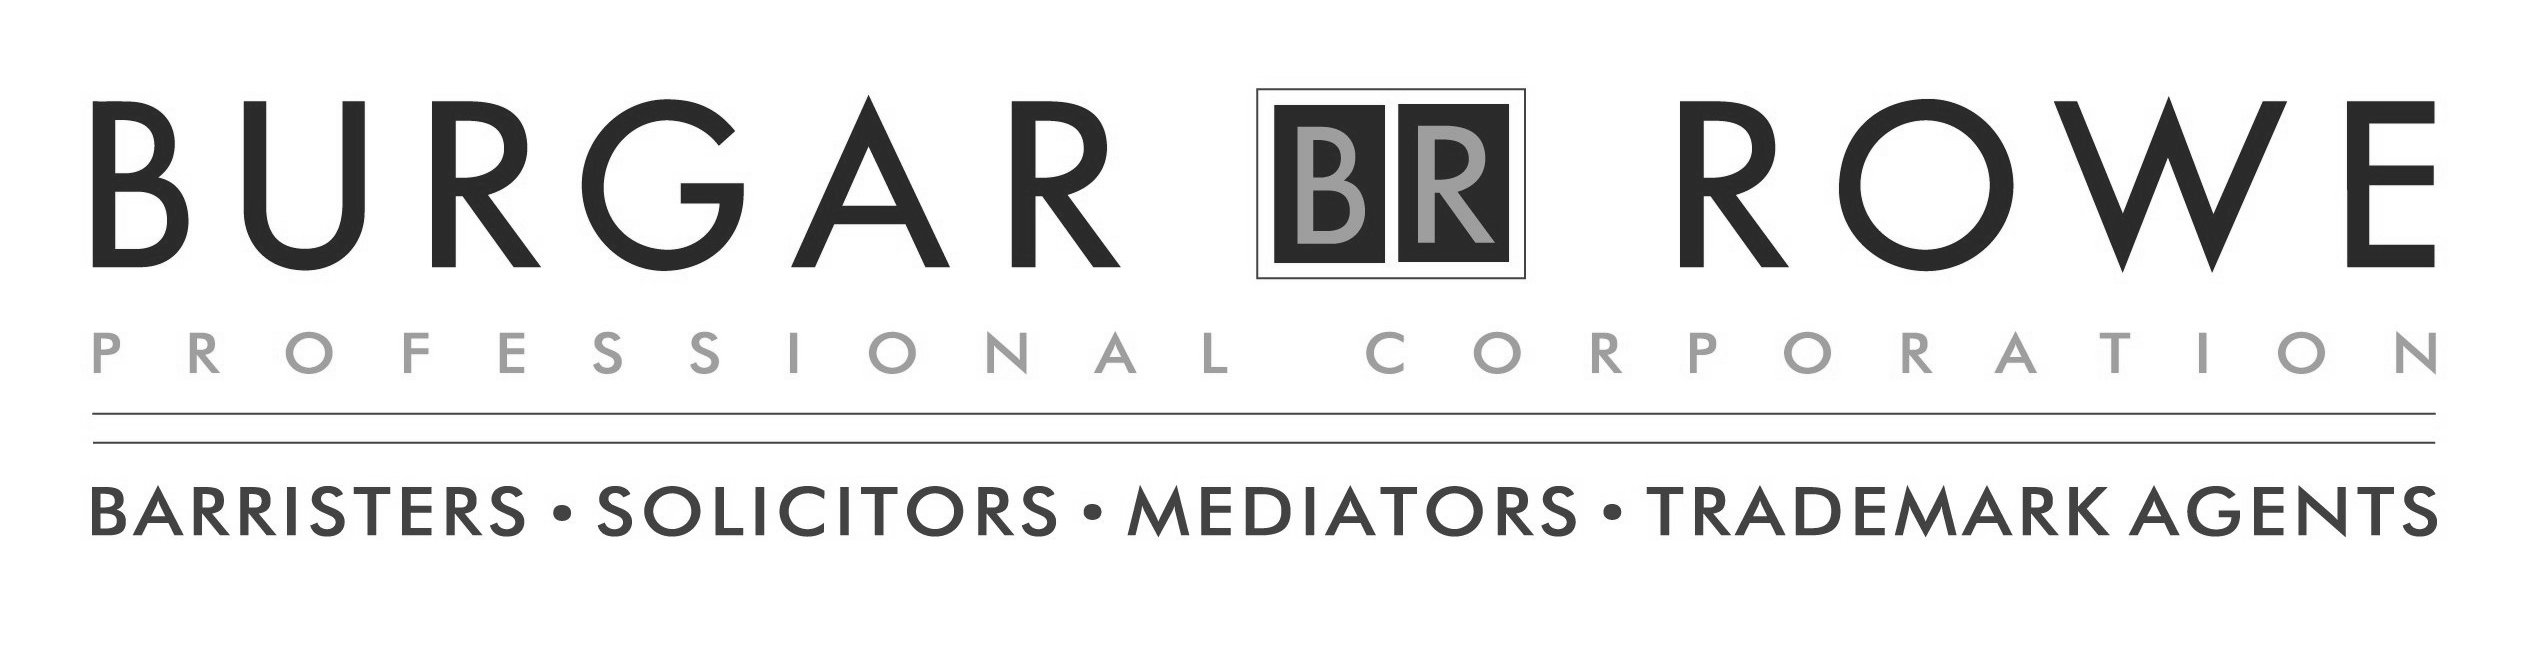 BURGAR BR ROWE
PROFESSIONAL CORPORATION
BARRISTERS • SOLICITORS • MEDIATORS • TRADEMARK AGENTS